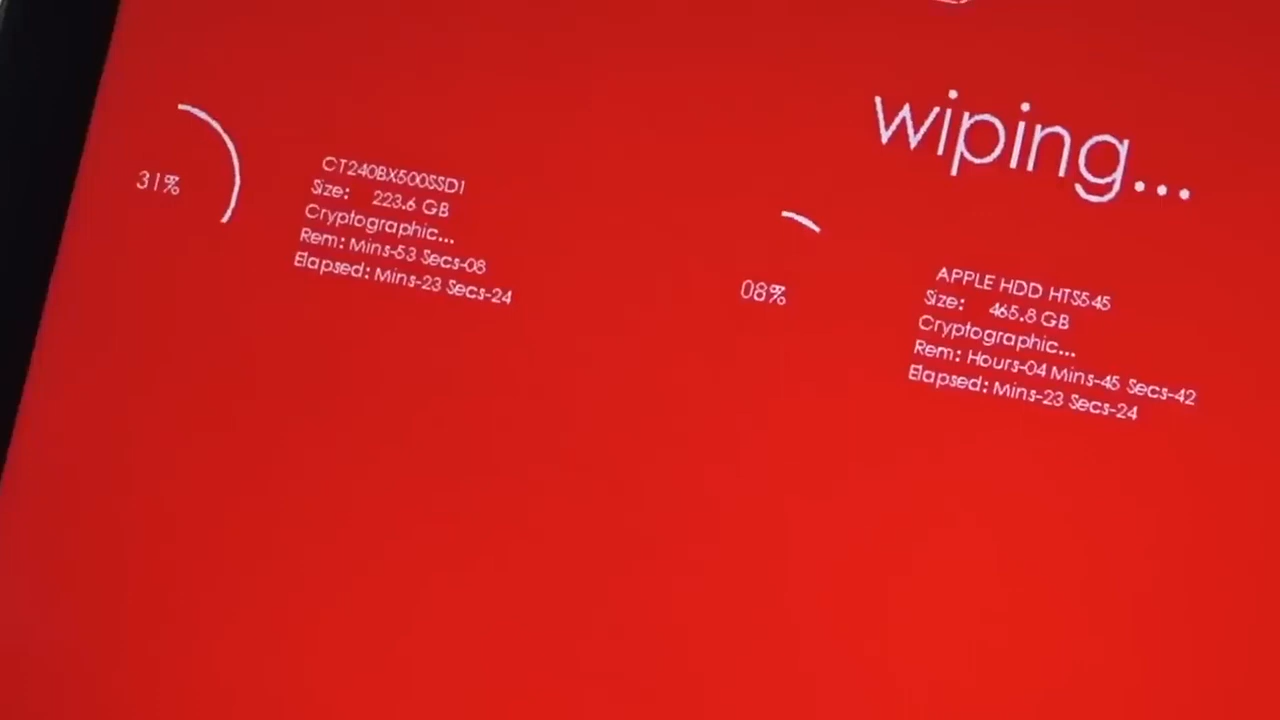 wiping...
31%
CT240BX500SSD1
Size: 223.6 GB
Cryptographic...
Rem: Mins-53 Secs-08
Elapsed: Mins-23 Secs-24
08%
APPLE HDD HTS545
Size: 465.8 GB
Cryptographic...
Rem: Hours-04 Mins-45 Secs-42
Elapsed: Mins-23 Secs-24